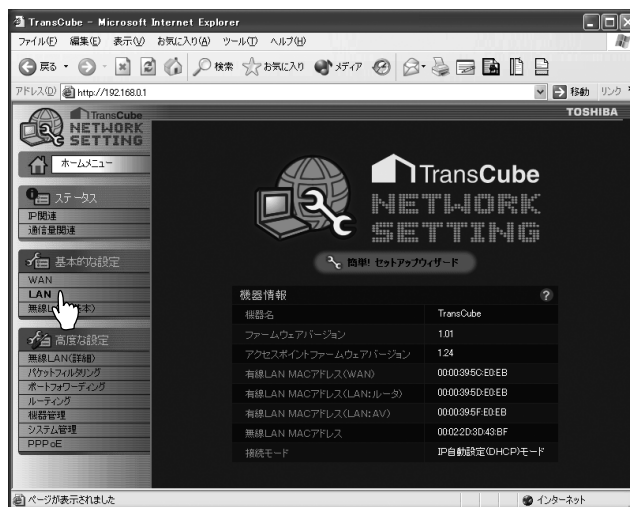 TransCube - Microsoft Internet Explorer
ファイル(F) 編集(E) 表示(V) お気に入り(A) ツール(T) ヘルプ(H)
戻る 検索 お気に入り メディア
アドレス(D) http://192.168.0.1 移動 リンク
TOSHIBA
TransCube
NETWORK
SETTING
ホームメニュー
ステータス
IP関連
通信量関連
基本的な設定
WAN
LAN
無線L 本)
高度な設定
無線LAN(詳細)
パケットフィルタリング
ポートフォワーディング
ルーティング
機器管理
システム管理
PPPoE
TransCube
NETWORK
SETTING
簡単! セットアップウィザード
機器情報 ?
機器名 TransCube
ファームウェアバージョン 1.01
アクセスポイントファームウェアバージョン 1.24
有線LAN MACアドレス(WAN) 00:00:39:5C:E0:EB
有線LAN MACアドレス(LAN:ルータ) 00:00:39:5D:E0:EB
有線LAN MACアドレス(LAN:AV) 00:00:39:5F:E0:EB
無線LAN MACアドレス 00:02:2D:3D:43:BF
接続モード IP自動設定(DHCP)モード
ページが表示されました インターネット